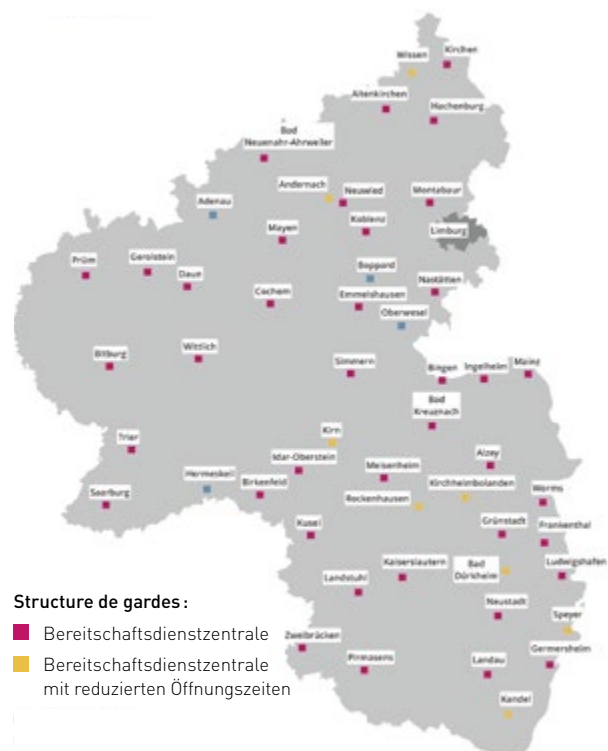 Wissen
Kirchen
Altenkirchen
Hachenburg
Bad
Neuenahr-Ahrweiler
Andernach
Neuwied
Montabaur
Adenau
Koblenz
Limburg
Mayen
Prüm
Gerolstein
Daun
Boppard
Nastätten
Cochem
Emmelshausen
Oberwesel
Bitburg
Wittlich
Simmern
Bingen
Ingelheim
Mainz
Bad
Kreuznach
Kirn
Trier
Idar-Oberstein
Meisenheim
Alzey
Hermeskeil
Birkenfeld
Rockenhausen
Kirchheimbolanden
Worms
Saarburg
Kusel
Grünstadt
Frankenthal
Landstuhl
Kaiserslautern
Bad
Dürkheim
Ludwigshafen
Neustadt
Speyer
Structure de gardes :
Bereitschaftsdienstzentrale
Zweibrücken
Pirmasens
Landau
Germersheim
Bereitschaftsdienstzentrale
mit reduzierten Öffnungszeiten
Kandel